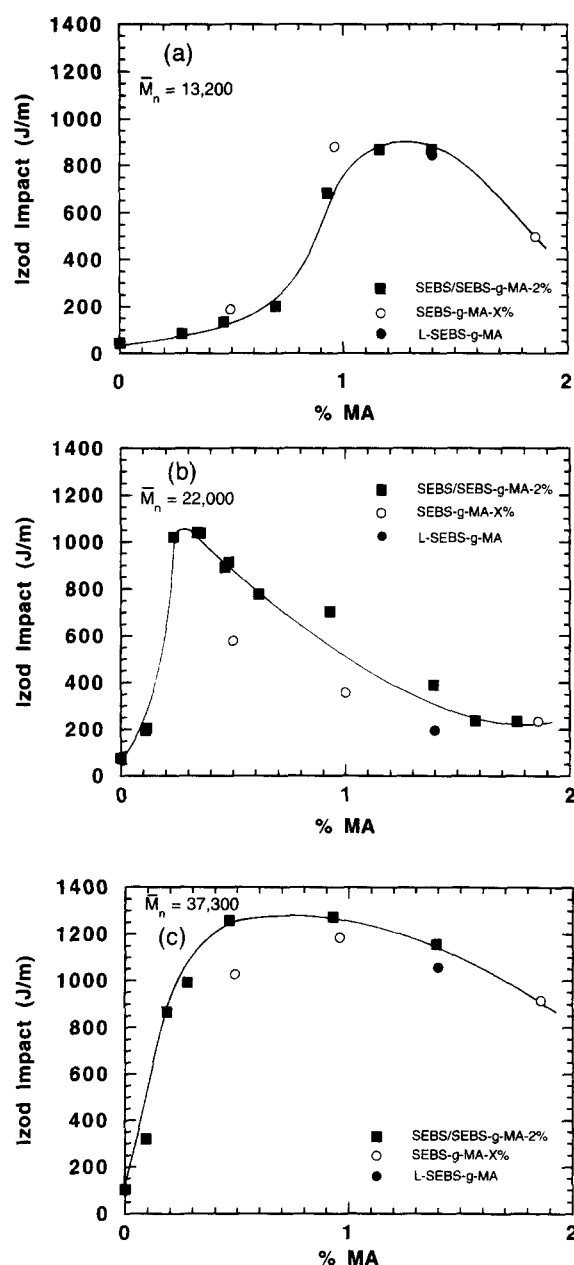 1400
(a)
1200
M̄n = 13,200
1000
800
600
400
SEBS/SEBS-g-MA-2%
SEBS-g-MA-X%
200
L-SEBS-g-MA
0
Izod Impact (J/m)
0 1 2
% MA
1400
(b)
1200
M̄n = 22,000
SEBS/SEBS-g-MA-2%
SEBS-g-MA-X%
L-SEBS-g-MA
1000
800
600
400
200
0
Izod Impact (J/m)
0 1 2
% MA
1400
M̄n = 37,300
(c)
1200
1000
800
600
400
200
0
SEBS/SEBS-g-MA-2%
SEBS-g-MA-X%
L-SEBS-g-MA
Izod Impact (J/m)
0 1 2
% MA